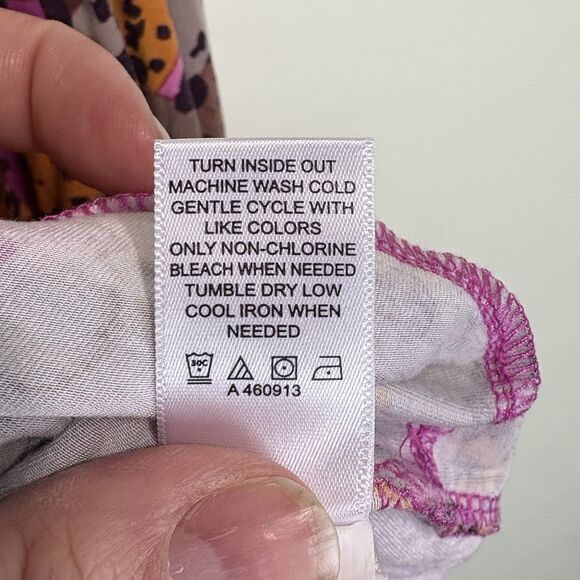 TURN INSIDE OUT
MACHINE WASH COLD
GENTLE CYCLE WITH
LIKE COLORS
ONLY NON-CHLORINE
BLEACH WHEN NEEDED
TUMBLE DRY LOW
COOL IRON WHEN
NEEDED
30C
A 460913